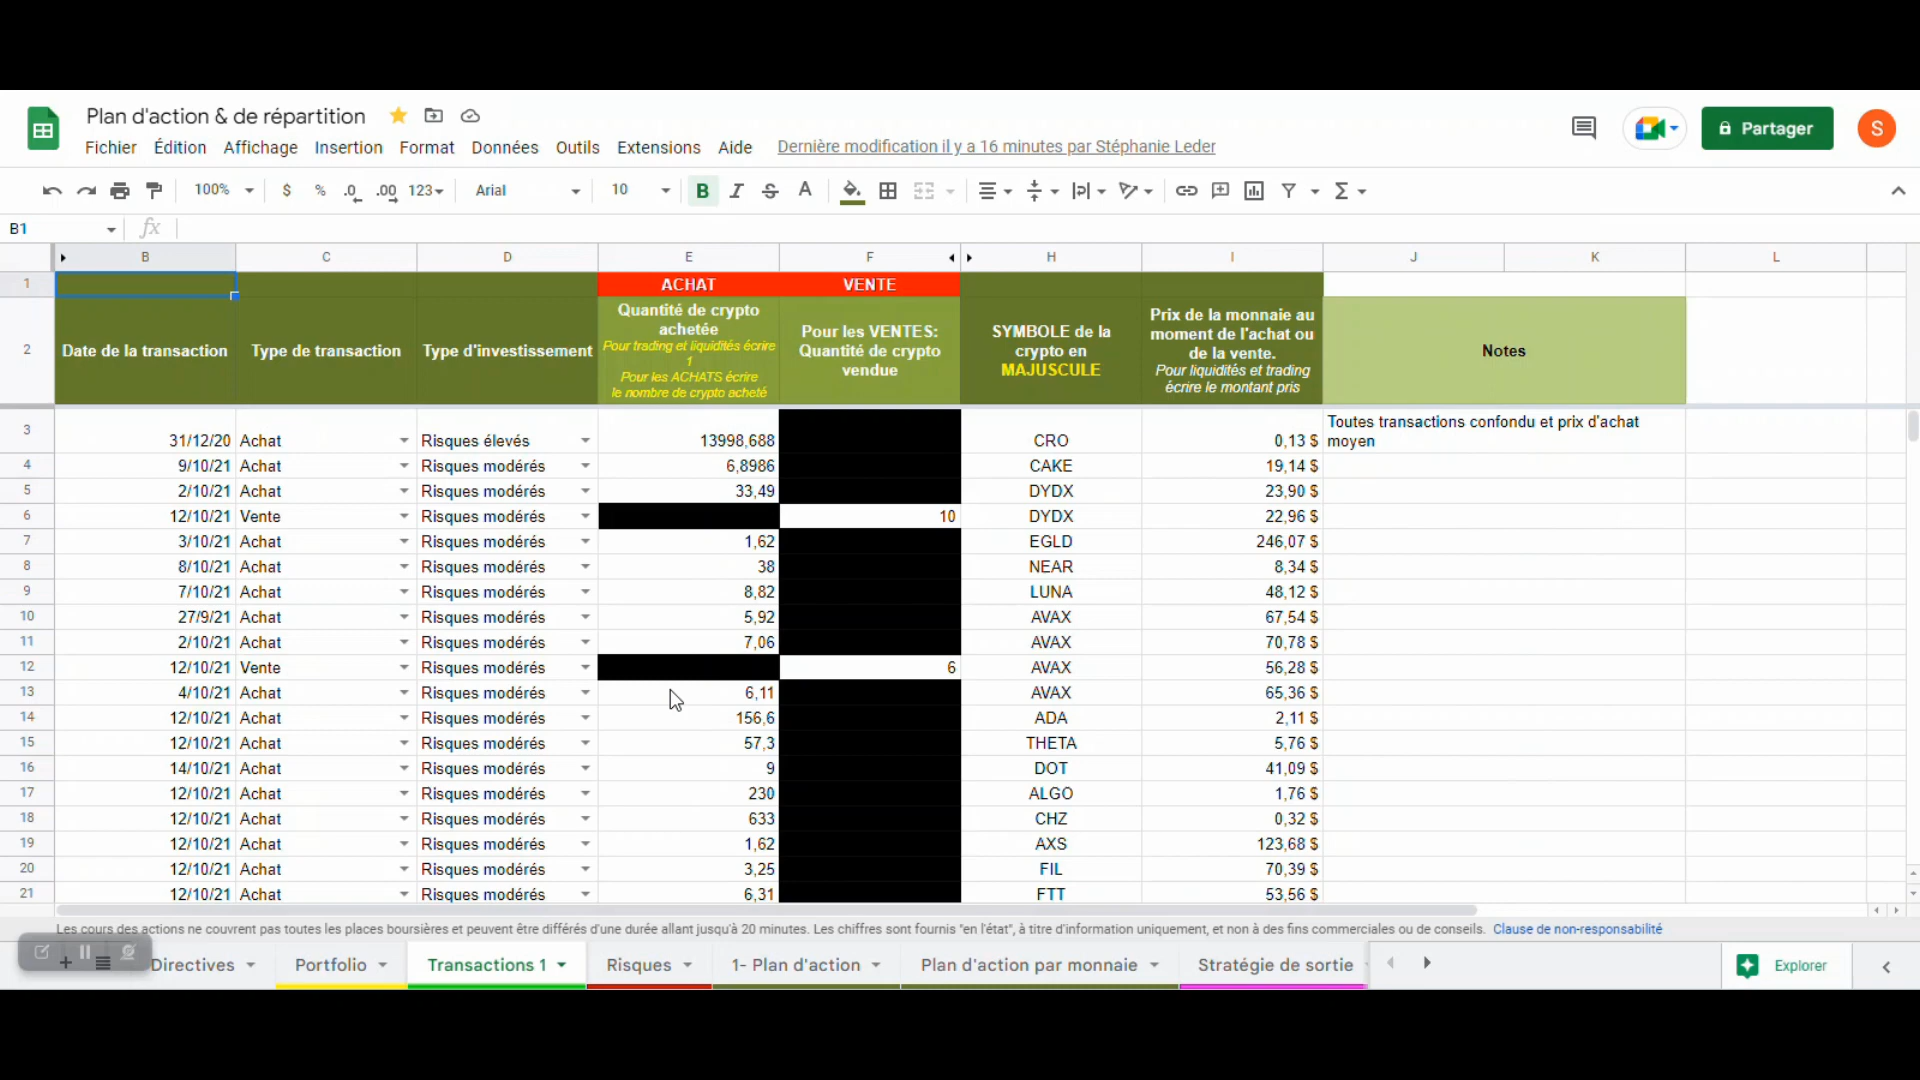 Plan d'action & de répartition
Fichier Édition Affichage Insertion Format Données Outils Extensions Aide Dernière modification il y a 16 minutes par Stéphanie Leder
Partager
S
100% $ % .0 .00 123 Arial 10 B I S A
B1 fx
B C D E F H I J K L
1 ACHAT VENTE
2 Date de la transaction Type de transaction Type d'investissement
Quantité de crypto
achetée
Pour trading et liquidités écrire
1
Pour les ACHATS écrire
le nombre de crypto acheté
Pour les VENTES:
Quantité de crypto
vendue
SYMBOLE de la
crypto en
MAJUSCULE
Prix de la monnaie au
moment de l'achat ou
de la vente.
Pour liquidités et trading
écrire le montant pris
Notes
3 31/12/20 Achat Risques élevés 13998,688 CRO 0,13 $ Toutes transactions confondu et prix d'achat
moyen
4 9/10/21 Achat Risques modérés 6,8986 CAKE 19,14 $
5 2/10/21 Achat Risques modérés 33,49 DYDX 23,90 $
6 12/10/21 Vente Risques modérés 10 DYDX 22,96 $
7 3/10/21 Achat Risques modérés 1,62 EGLD 246,07 $
8 8/10/21 Achat Risques modérés 38 NEAR 8,34 $
9 7/10/21 Achat Risques modérés 8,82 LUNA 48,12 $
10 27/9/21 Achat Risques modérés 5,92 AVAX 67,54 $
11 2/10/21 Achat Risques modérés 7,06 AVAX 70,78 $
12 12/10/21 Vente Risques modérés 6 AVAX 56,28 $
13 4/10/21 Achat Risques modérés 6,11 AVAX 65,36 $
14 12/10/21 Achat Risques modérés 156,6 ADA 2,11 $
15 12/10/21 Achat Risques modérés 57,3 THETA 5,76 $
16 14/10/21 Achat Risques modérés 9 DOT 41,09 $
17 12/10/21 Achat Risques modérés 230 ALGO 1,76 $
18 12/10/21 Achat Risques modérés 633 CHZ 0,32 $
19 12/10/21 Achat Risques modérés 1,62 AXS 123,68 $
20 12/10/21 Achat Risques modérés 3,25 FIL 70,39 $
21 12/10/21 Achat Risques modérés 6,31 FTT 53,56 $
Les cours des actions ne couvrent pas toutes les places boursières et peuvent être différés d'une durée allant jusqu'à 20 minutes. Les chiffres sont fournis "en l'état", à titre d'information uniquement, et non à des fins commerciales ou de conseils. Clause de non-responsabilité
Directives Portfolio Transactions 1 Risques 1- Plan d'action Plan d'action par monnaie Stratégie de sortie Explorer